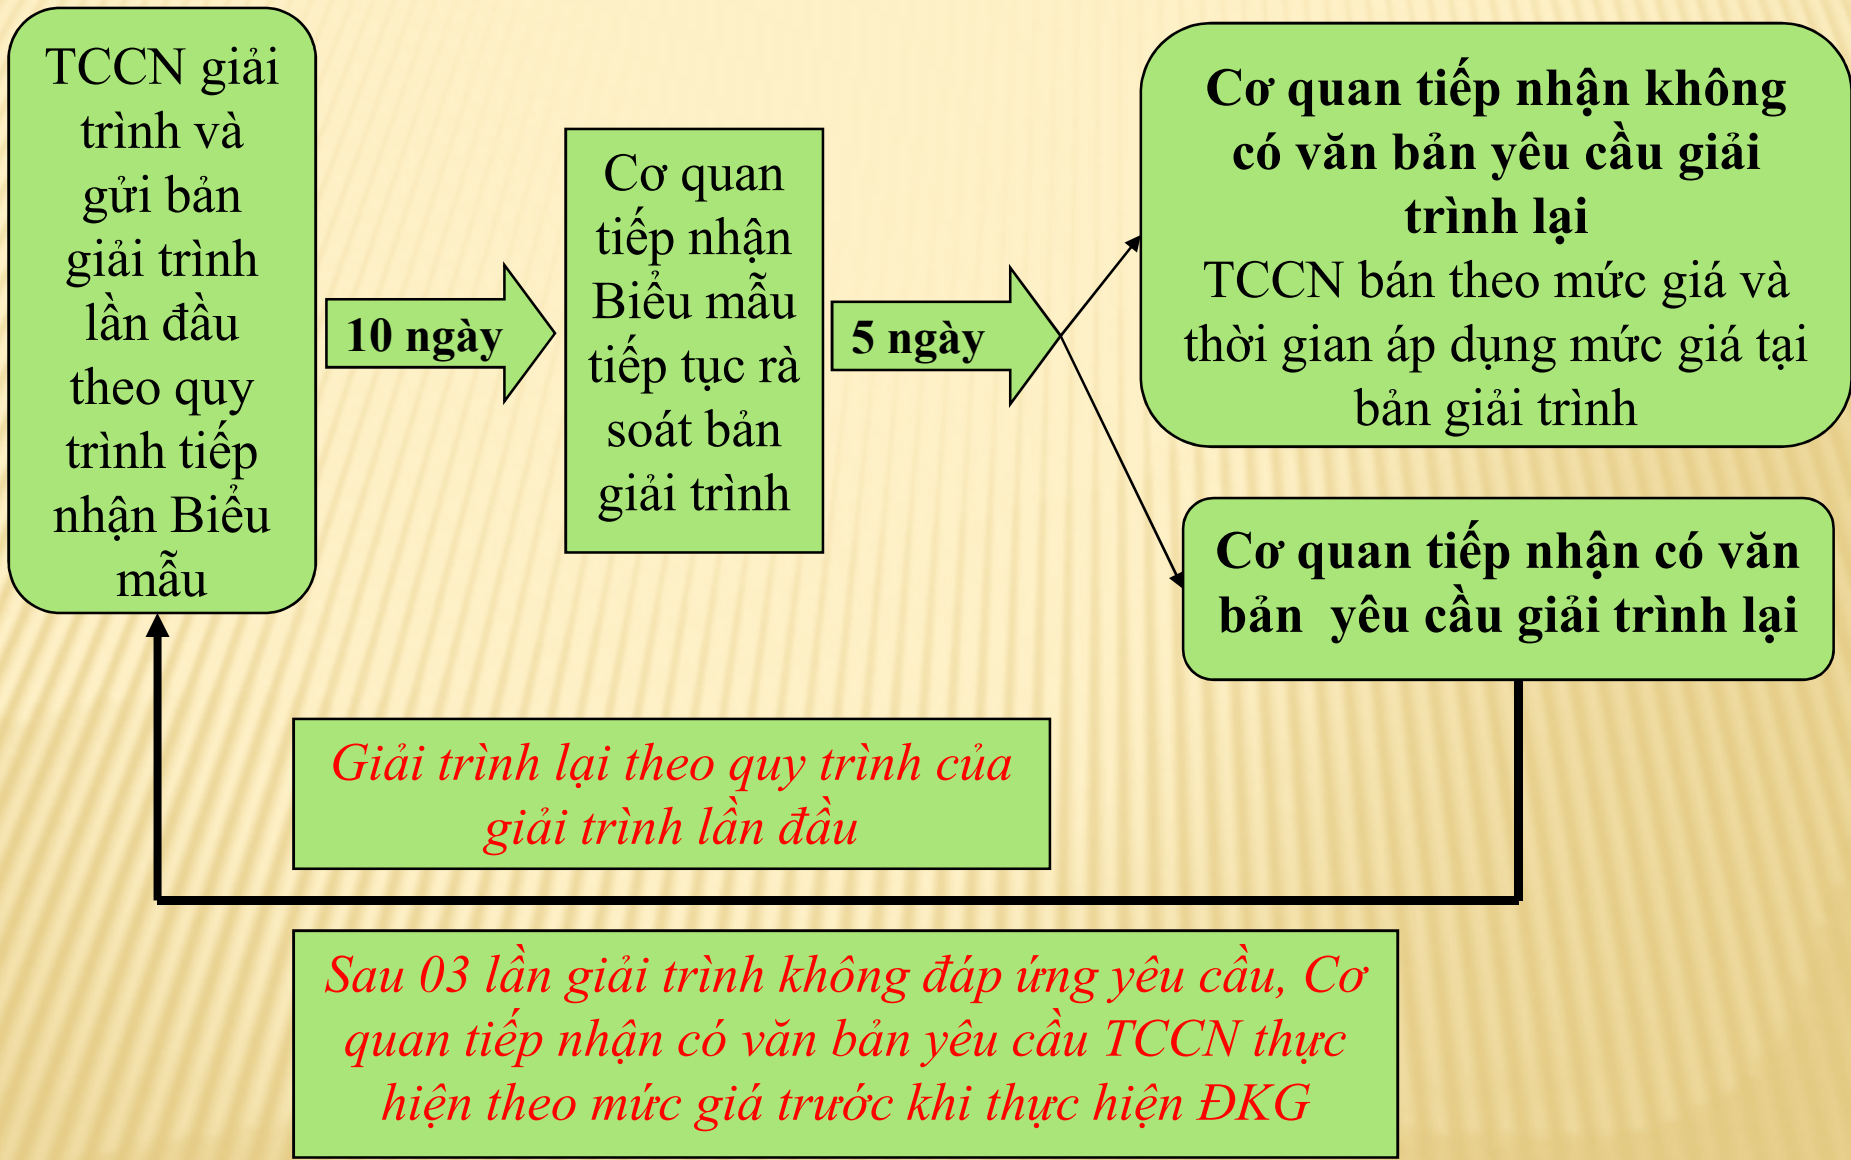 TCCN giải
trình và
gửi bản
giải trình
lần đầu
theo quy
trình tiếp
nhận Biểu
mẫu
10 ngày
Cơ quan
tiếp nhận
Biểu mẫu
tiếp tục rà
soát bản
giải trình
5 ngày
Cơ quan tiếp nhận không
có văn bản yêu cầu giải
trình lại
TCCN bán theo mức giá và
thời gian áp dụng mức giá tại
bản giải trình
Cơ quan tiếp nhận có văn
bản  yêu cầu giải trình lại
Giải trình lại theo quy trình của
giải trình lần đầu
Sau 03 lần giải trình không đáp ứng yêu cầu, Cơ
quan tiếp nhận có văn bản yêu cầu TCCN thực
hiện theo mức giá trước khi thực hiện ĐKG